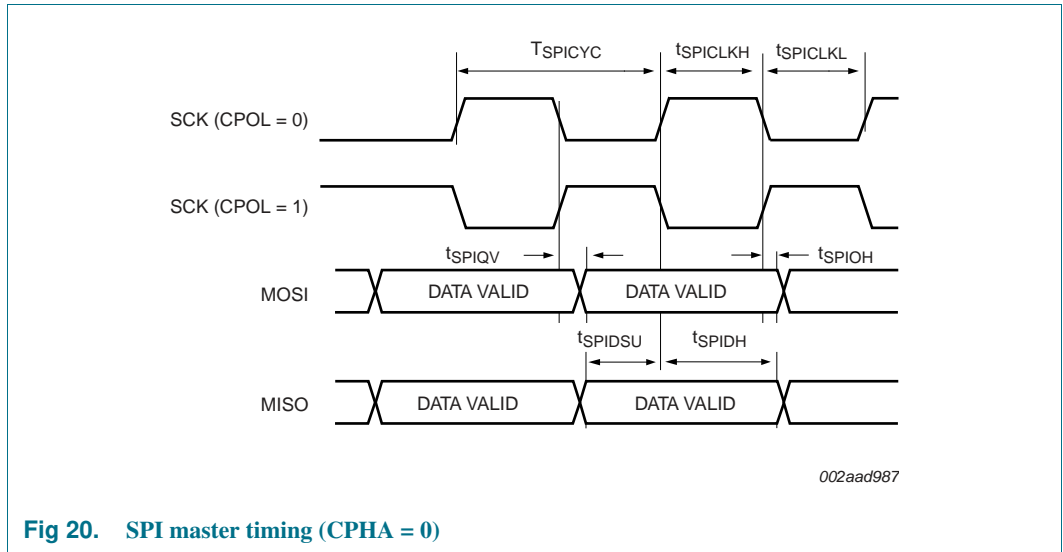 TSPICYC tSPICLKH tSPICLKL
SCK (CPOL = 0)
SCK (CPOL = 1)
tSPIQV tSPIOH
MOSI DATA VALID DATA VALID
tSPIDSU tSPIDH
MISO DATA VALID DATA VALID
002aad987
Fig 20. SPI master timing (CPHA = 0)